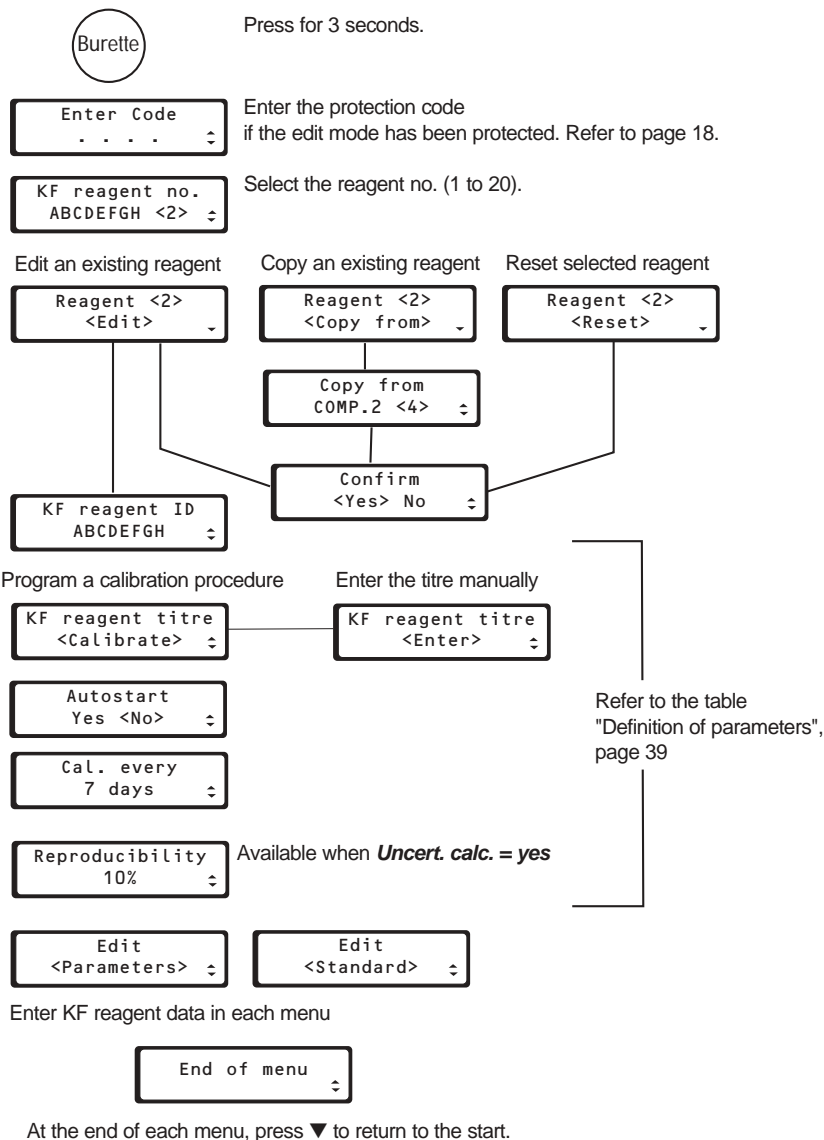 Burette
Press for 3 seconds.
Enter Code
. . . .
Enter the protection code
if the edit mode has been protected. Refer to page 18.
KF reagent no.
ABCDEFGH <2>
Select the reagent no. (1 to 20).
Edit an existing reagent
Reagent <2>
<Edit>
Copy an existing reagent
Reagent <2>
<Copy from>
Reset selected reagent
Reagent <2>
<Reset>
Copy from
COMP.2 <4>
Confirm
<Yes> No
KF reagent ID
ABCDEFGH
Program a calibration procedure
KF reagent titre
<Calibrate>
Enter the titre manually
KF reagent titre
<Enter>
Autostart
Yes <No>
Cal. every
7 days
Refer to the table
"Definition of parameters",
page 39
Reproducibility
10%
Available when Uncert. calc. = yes
Edit
<Parameters>
Edit
<Standard>
Enter KF reagent data in each menu
End of menu
At the end of each menu, press ▼ to return to the start.